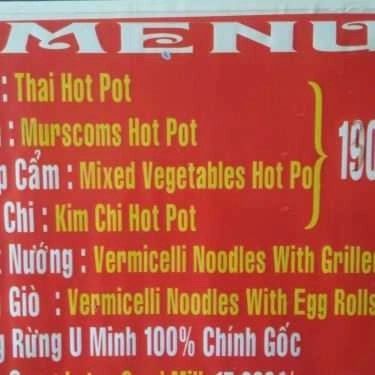 MENU
: Thai Hot Pot
: Murscoms Hot Pot
p Cẩm : Mixed Vegetables Hot Po
190
Chi : Kim Chi Hot Pot
Nướng : Vermicelli Noodles With Grille
Giò : Vermicelli Noodles With Egg Rolls
g Rừng U Minh 100% Chính Gốc